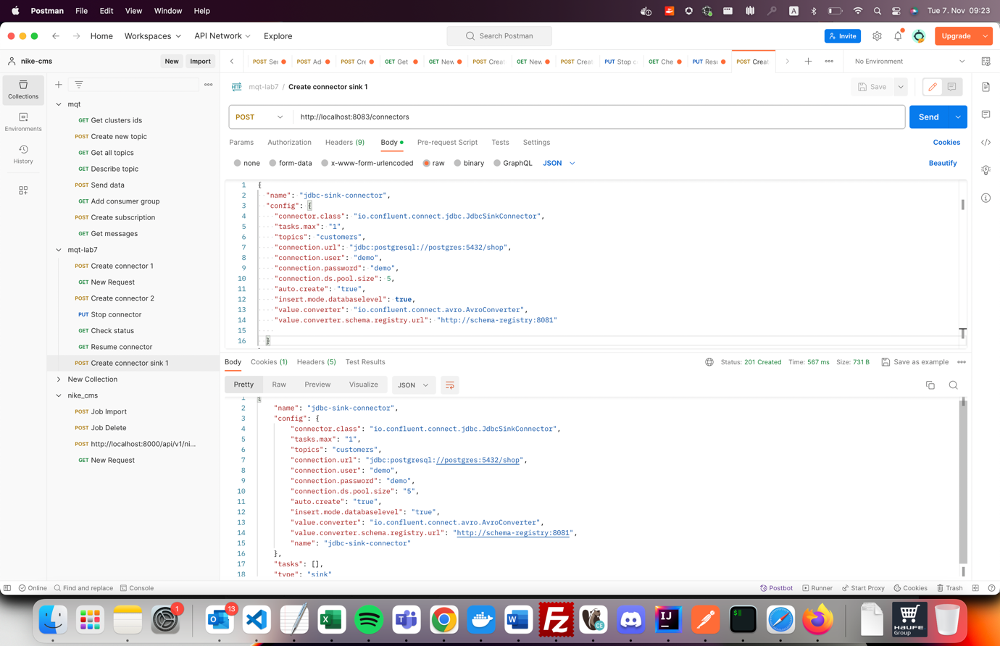 Postman File Edit View Window Help
A Tue 7. Nov 09:23
Home Workspaces API Network Explore
Search Postman
Invite
Upgrade
nike-cms
New Import
POST Ser POST Ad POST Cre GET Get GET New POST Creat GET New POST Creat PUT Stop c GET Che PUT Res POST Creat
No Environment
Collections
Environments
History
mqt
GET Get clusters ids
POST Create new topic
GET Get all topics
GET Describe topic
POST Send data
GET Add consumer group
POST Create subscription
GET Get messages
mqt-lab7
POST Create connector 1
GET New Request
POST Create connector 2
PUT Stop connector
GET Check status
GET Resume connector
POST Create connector sink 1
New Collection
nike_cms
POST Job Import
POST Job Delete
POST http://localhost:8000/api/v1/ni...
GET New Request
HTTP mqt-lab7 / Create connector sink 1
Save
POST http://localhost:8083/connectors
Send
Params Authorization Headers (9) Body Pre-request Script Tests Settings
Cookies
none form-data x-www-form-urlencoded raw binary GraphQL JSON
Beautify
1 {
2 "name": "jdbc-sink-connector",
3 "config": {
4 "connector.class": "io.confluent.connect.jdbc.JdbcSinkConnector",
5 "tasks.max": "1",
6 "topics": "customers",
7 "connection.url": "jdbc:postgresql://postgres:5432/shop",
8 "connection.user": "demo",
9 "connection.password": "demo",
10 "connection.ds.pool.size": 5,
11 "auto.create": "true",
12 "insert.mode.databaselevel": true,
13 "value.converter": "io.confluent.connect.avro.AvroConverter",
14 "value.converter.schema.registry.url": "http://schema-registry:8081"
15
16 }
Body Cookies (1) Headers (5) Test Results
Status: 201 Created Time: 567 ms Size: 731 B Save as example
Pretty Raw Preview Visualize JSON
1 {
2 "name": "jdbc-sink-connector",
3 "config": {
4 "connector.class": "io.confluent.connect.jdbc.JdbcSinkConnector",
5 "tasks.max": "1",
6 "topics": "customers",
7 "connection.url": "jdbc:postgresql://postgres:5432/shop",
8 "connection.user": "demo",
9 "connection.password": "demo",
10 "connection.ds.pool.size": "5",
11 "auto.create": "true",
12 "insert.mode.databaselevel": "true",
13 "value.converter": "io.confluent.connect.avro.AvroConverter",
14 "value.converter.schema.registry.url": "http://schema-registry:8081",
15 "name": "jdbc-sink-connector"
16 },
17 "tasks": [],
18 "type": "sink"
Online Find and replace Console
Postbot Runner Start Proxy Cookies Trash
1
13
HAUFE.
Group